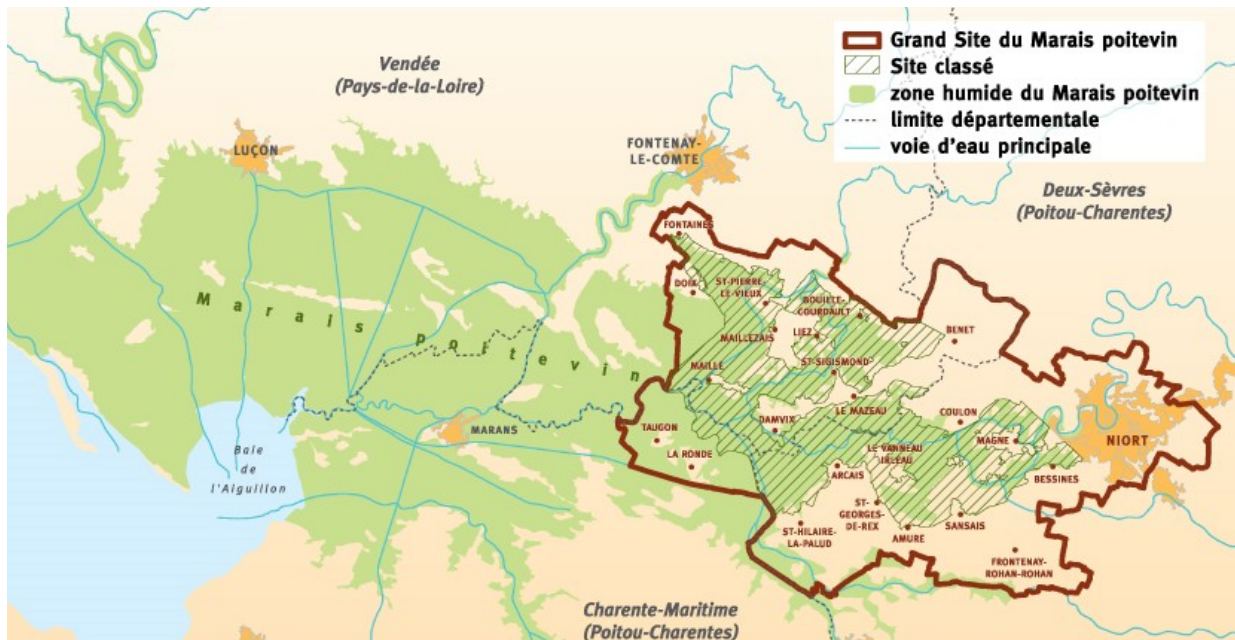 Grand Site du Marais poitevin
Site classé
zone humide du Marais poitevin
limite départementale
voie d'eau principale
Vendée
(Pays-de-la-Loire)
Deux-Sèvres
(Poitou-Charentes)
LUÇON
FONTENAY-
LE-COMTE
FONTAINES
DOIX
ST-PIERRE-
LE-VIEUX
BOUILLE-
COURDAULT
MAILLEZAIS
LIEZ
BENET
Marais poitevin
MAILLE
ST-SIGISMOND
LE MAZEAU
DAMVIX
COULON
MAGNE
NIORT
TAUGON
MARANS
LA RONDE
LE VANNEAU
IRLEAU
ARCAIS
BESSINES
Baie
de
l'Aiguillon
ST-
GEORGES-
DE-REX
ST-HILAIRE-
LA-PALUD
AMURE
SANSAIS
FRONTENAY-
ROHAN-ROHAN
Charente-Maritime
(Poitou-Charentes)